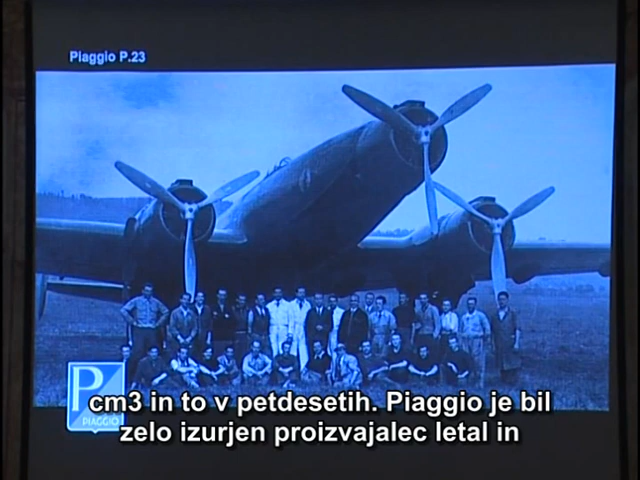 Piaggio P.23
P
PIAGGIO
cm3 in to v petdesetih. Piaggio je bil
zelo izurjen proizvajalec letal in